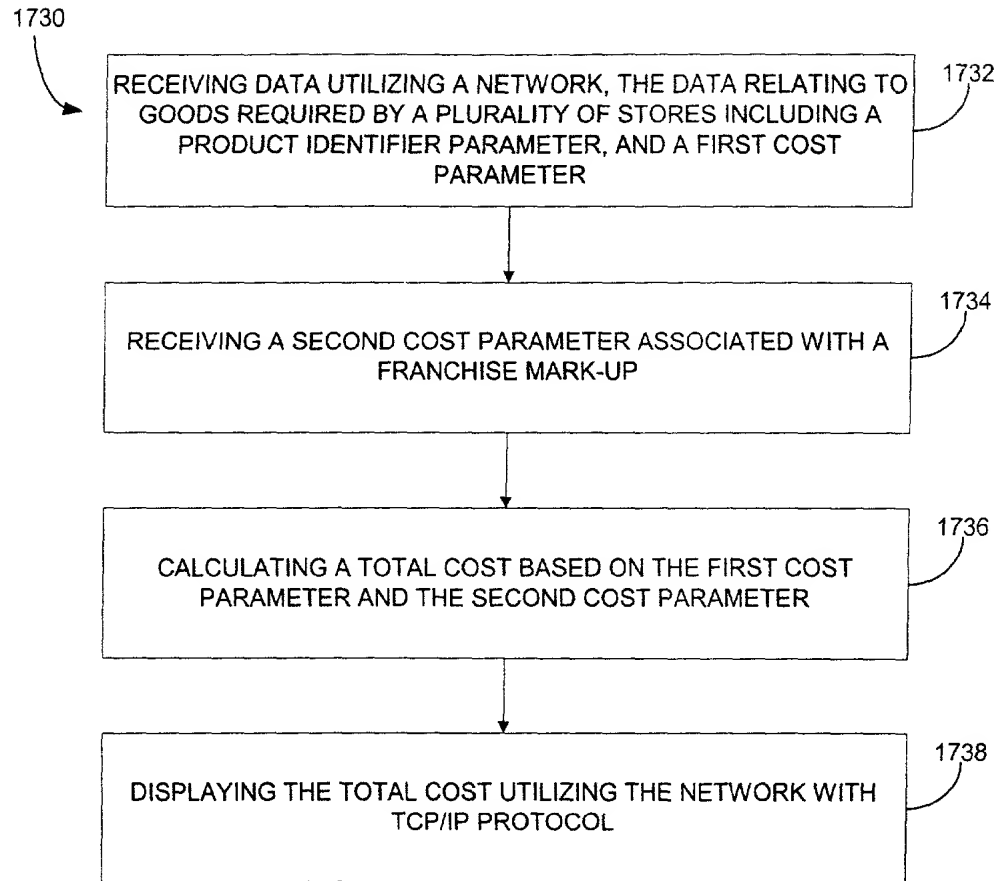 1730
RECEIVING DATA UTILIZING A NETWORK, THE DATA RELATING TO
GOODS REQUIRED BY A PLURALITY OF STORES INCLUDING A
PRODUCT IDENTIFIER PARAMETER, AND A FIRST COST
PARAMETER
1732
RECEIVING A SECOND COST PARAMETER ASSOCIATED WITH A
FRANCHISE MARK-UP
1734
CALCULATING A TOTAL COST BASED ON THE FIRST COST
PARAMETER AND THE SECOND COST PARAMETER
1736
DISPLAYING THE TOTAL COST UTILIZING THE NETWORK WITH
TCP/IP PROTOCOL
1738